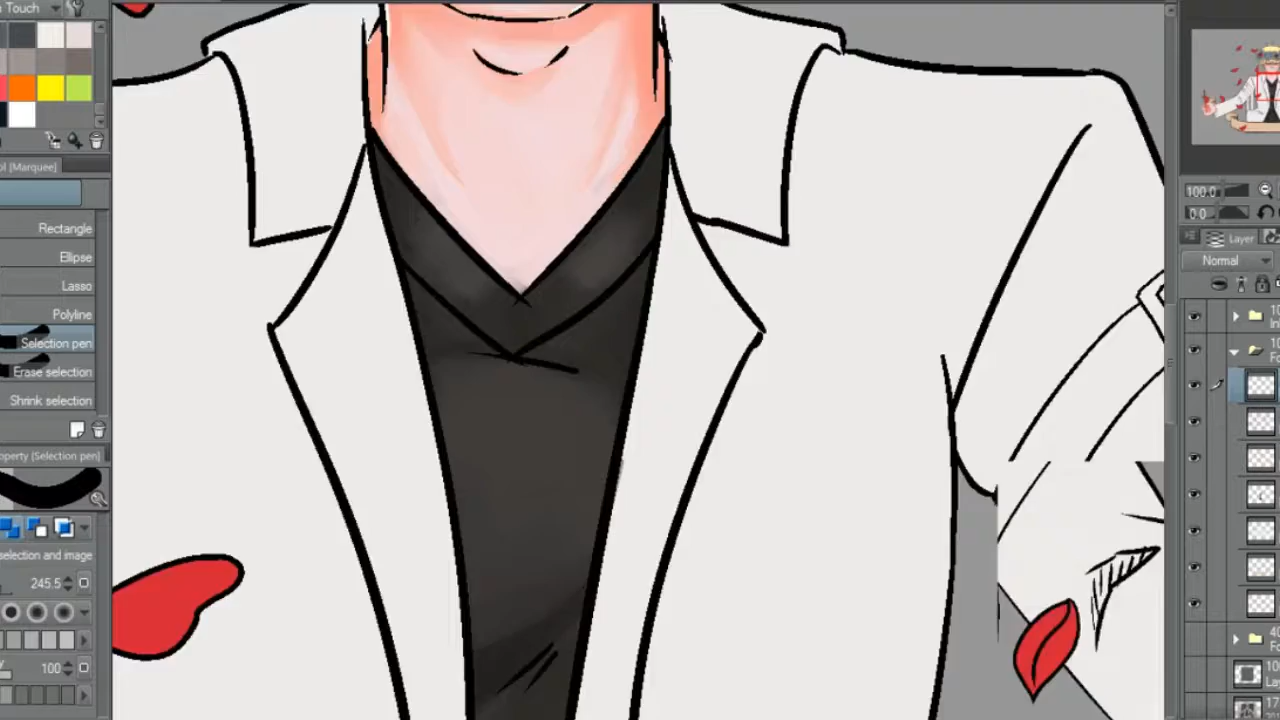 Touch
ol (Marquee]
Rectangle
Ellipse
Lasso
Polyline
Selection pen
Erase selection
Shrink selection
operty (Selection pen)
selection and image
245.5
100
100.0
0.0
Layer
Normal